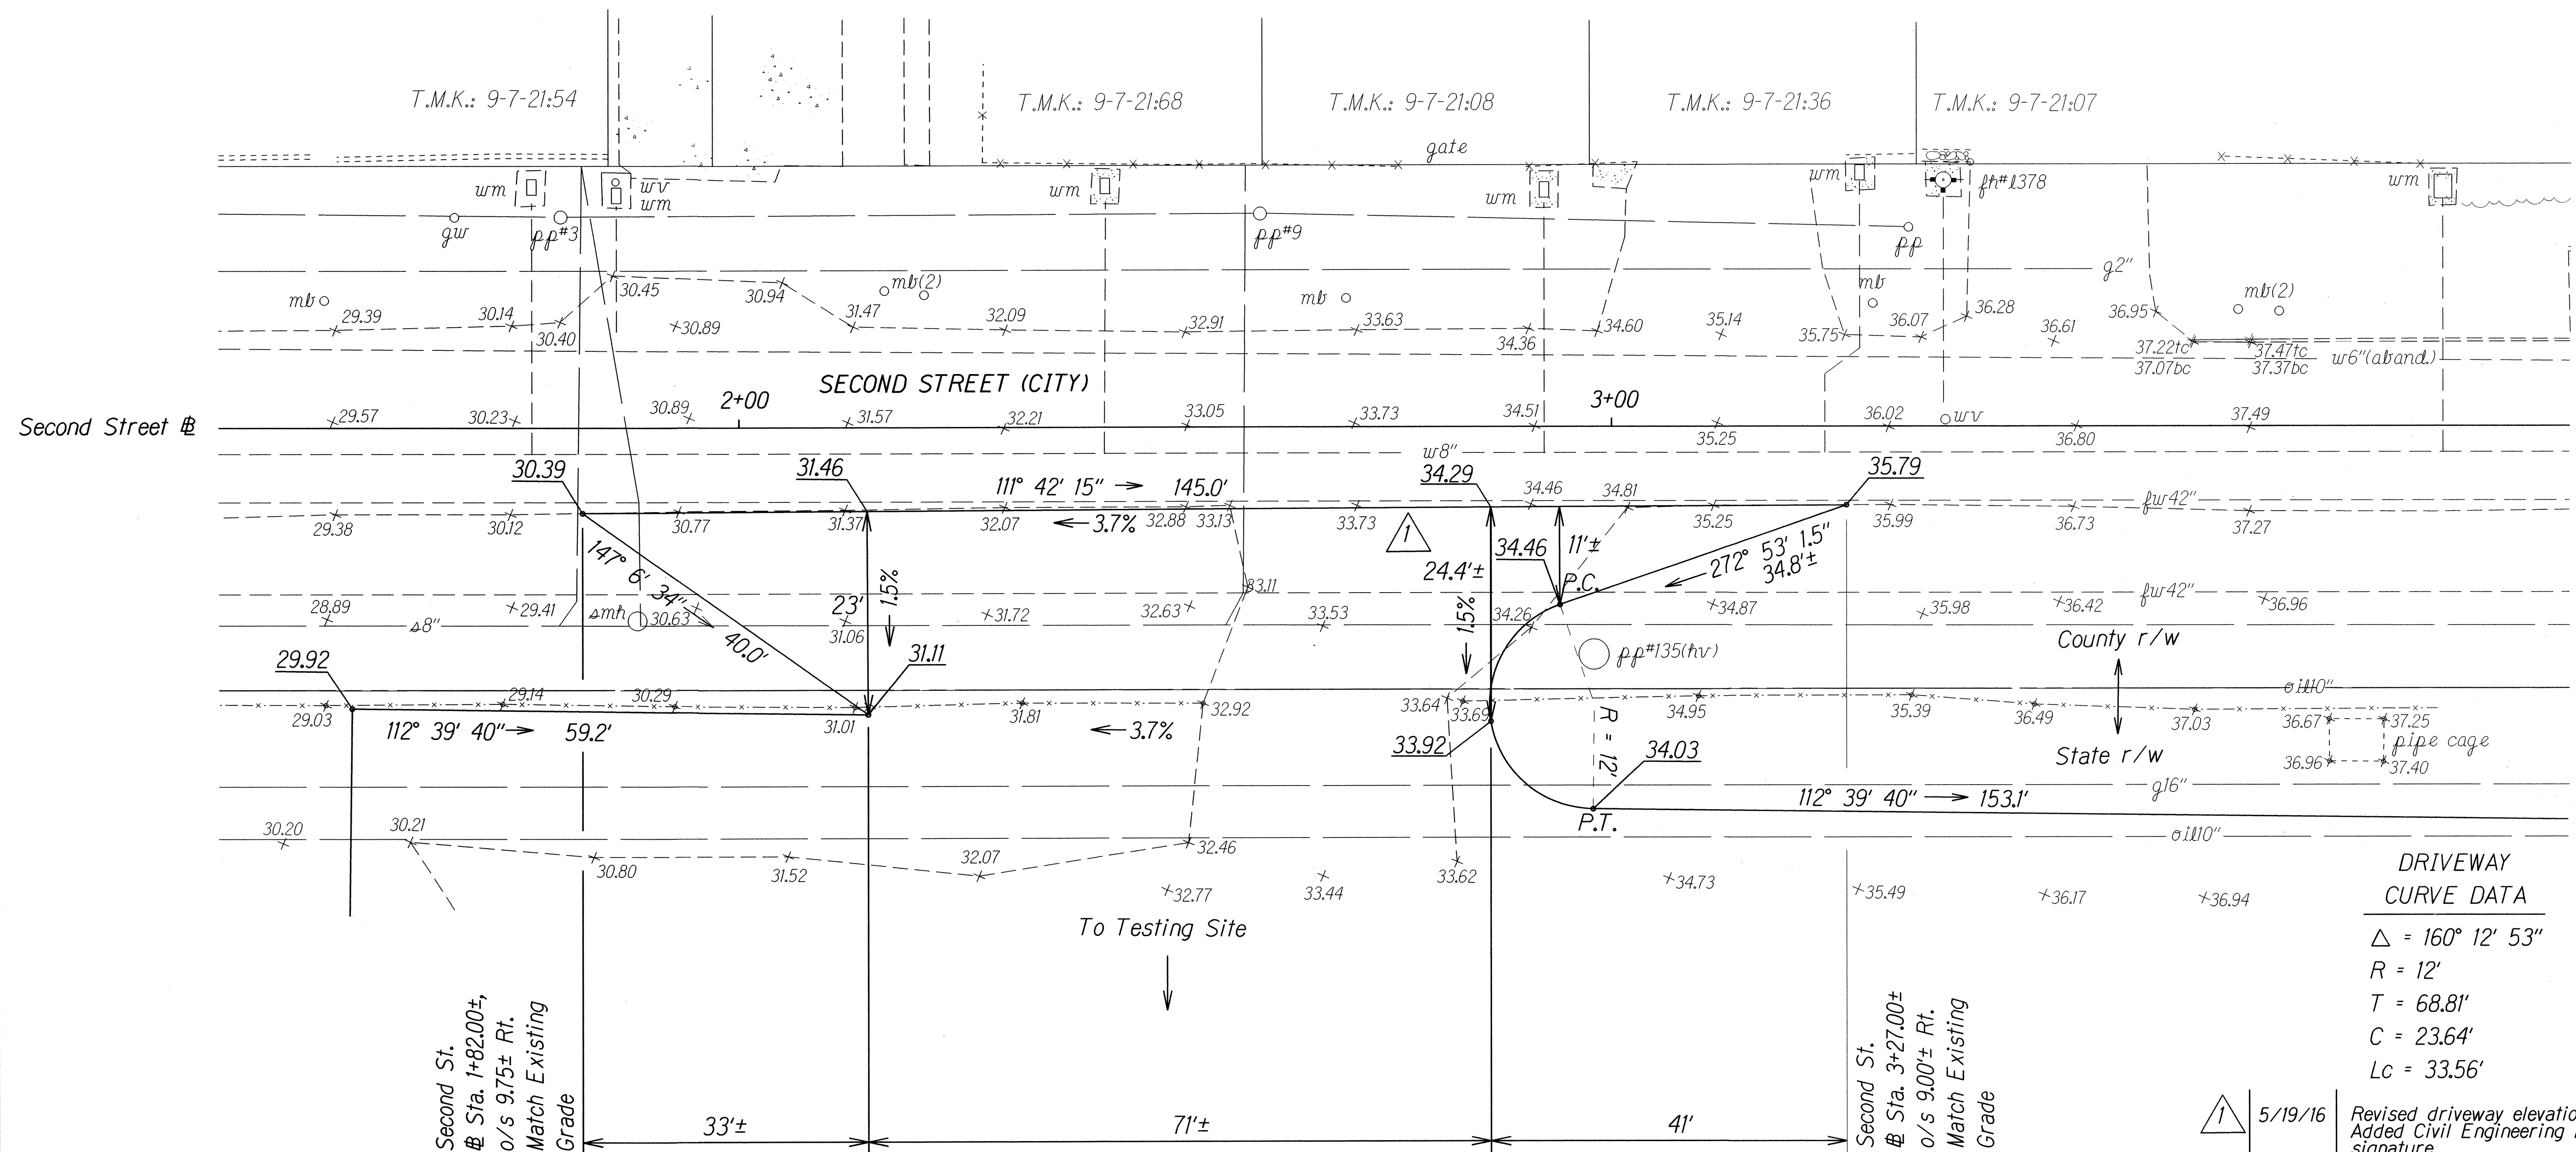 T.M.K.: 9-7-21:54
T.M.K.: 9-7-21:68
T.M.K.: 9-7-21:08
T.M.K.: 9-7-21:36
T.M.K.: 9-7-21:07
gate
wm
wv
wm
wm
wm
wm
fh#L378
wm
gw
pp#3
pp#9
pp
g2"
mb
mb(2)
mb
mb
mb(2)
29.39
30.14
30.40
30.45
30.89
30.94
31.47
32.09
32.91
33.63
34.36
34.60
35.14
35.75
36.07
36.28
36.61
36.95
37.22tc
37.07bc
37.47tc
37.37bc
w6"(aband.)
SECOND STREET (CITY)
Second Street BL
29.57
30.23
30.89
2+00
31.57
32.21
33.05
33.73
34.51
3+00
35.25
36.02
wv
36.80
37.49
w8"
30.39
31.46
111° 42' 15"
145.0'
34.29
34.46
34.81
35.79
fw42"
29.38
30.12
30.77
31.37
32.07
3.7%
32.88
33.13
33.73
1
35.25
35.99
36.73
37.27
147° 6' 34"
40.0'
1.5%
23'
34.46
11'±
24.4'±
1.5%
P.C.
272° 53' 1.5"
34.8'±
33.11
fw42"
28.89
29.41
smh
30.63
31.06
31.72
32.63
33.53
34.26
34.87
35.98
36.42
36.96
s8"
County r/w
29.92
31.11
pp#135(hv)
oil10"
29.03
29.14
30.29
31.01
31.81
32.92
33.64
33.69
34.95
35.39
36.49
37.03
36.67
37.25
112° 39' 40"
59.2'
3.7%
33.92
R = 12'
34.03
State r/w
pipe cage
36.96
37.40
g16"
112° 39' 40"
153.1'
P.T.
oil10"
30.20
30.21
30.80
31.52
32.07
32.46
32.77
33.44
33.62
34.73
35.49
36.17
36.94
To Testing Site
DRIVEWAY
CURVE DATA
△ = 160° 12' 53"
R = 12'
T = 68.81'
C = 23.64'
Lc = 33.56'
Second St.
BL Sta. 1+82.00±,
o/s 9.75± Rt.
Match Existing
Grade
33'±
71'±
41'
Second St.
BL Sta. 3+27.00±
o/s 9.00'± Rt.
Match Existing
Grade
1
5/19/16
Revised driveway elevatio
Added Civil Engineering
signature